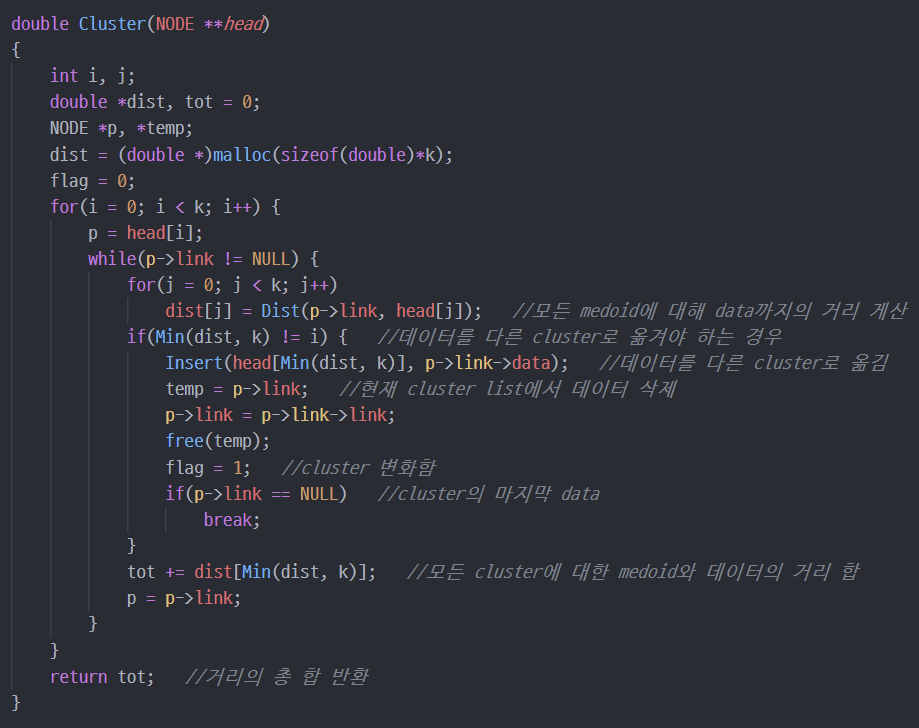 double Cluster(NODE **head)
{
    int i, j;
    double *dist, tot = 0;
    NODE *p, *temp;
    dist = (double *)malloc(sizeof(double)*k);
    flag = 0;
    for(i = 0; i < k; i++) {
        p = head[i];
        while(p->link != NULL) {
            for(j = 0; j < k; j++)
                dist[j] = Dist(p->link, head[j]);   //모든 medoid에 대해 data까지의 거리 계산
            if(Min(dist, k) != i) {   //데이터를 다른 cluster로 옮겨야 하는 경우
                Insert(head[Min(dist, k)], p->link->data);   //데이터를 다른 cluster로 옮김
                temp = p->link;   //현재 cluster list에서 데이터 삭제
                p->link = p->link->link;
                free(temp);
                flag = 1;   //cluster 변화함
                if(p->link == NULL)   //cluster의 마지막 data
                    break;
            }
            tot += dist[Min(dist, k)];   //모든 cluster에 대한 medoid와 데이터의 거리 합
            p = p->link;
        }
    }
    return tot;   //거리의 총 합 반환
}